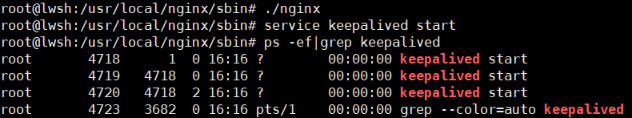 root@lwsh:/usr/local/nginx/sbin# ./nginx
root@lwsh:/usr/local/nginx/sbin# service keepalived start
root@lwsh:/usr/local/nginx/sbin# ps -ef|grep keepalived
root 4718 1 0 16:16 ? 00:00:00 keepalived start
root 4719 4718 0 16:16 ? 00:00:00 keepalived start
root 4720 4718 2 16:16 ? 00:00:00 keepalived start
root 4723 3682 0 16:16 pts/1 00:00:00 grep --color=auto keepalived